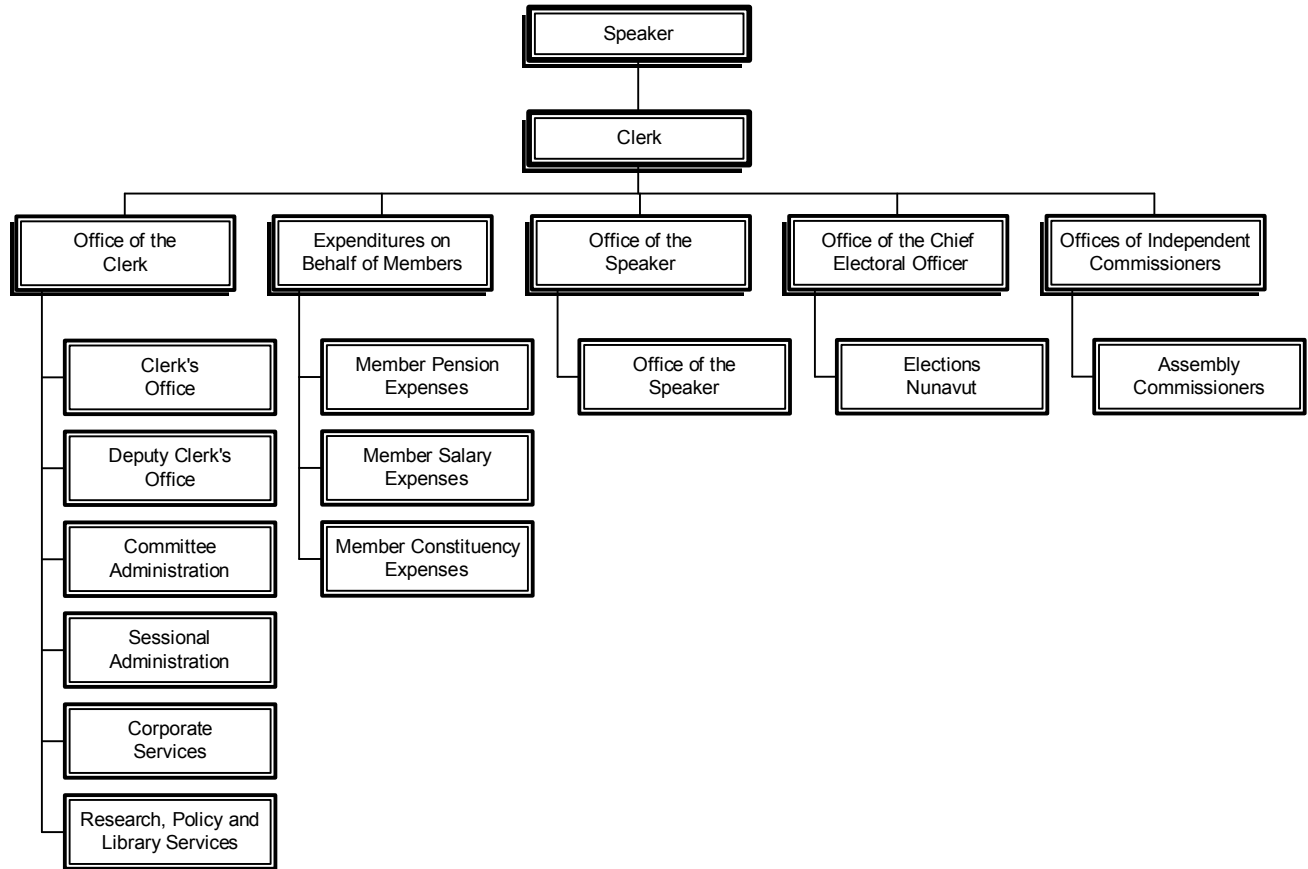 Speaker
Clerk
Office of the
Clerk
Expenditures on
Behalf of Members
Office of the
Speaker
Office of the Chief
Electoral Officer
Offices of Independent
Commissioners
Clerk's
Office
Deputy Clerk's
Office
Committee
Administration
Sessional
Administration
Corporate
Services
Research, Policy and
Library Services
Member Pension
Expenses
Member Salary
Expenses
Member Constituency
Expenses
Office of the
Speaker
Elections
Nunavut
Assembly
Commissioners